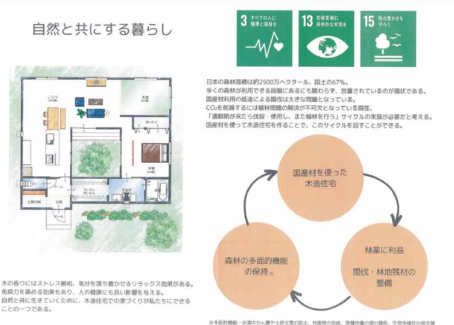 自然と共にする暮らし
3 すべての人に
健康と福祉を
13 気候変動に
具体的な対策を
15 陸の豊かさも
守ろう
日本の森林面積は約2500万ヘクタール、国土の67%。
多くの森林が利用できる段階にあるにも関わらず、放置されているのが現状である。
国産材利用の低迷による間伐は大きな問題となっている。
CO₂を削減するには植林問題の解決が不可欠となっている現在。
「適齢期が来たら伐採・使用し、また植林を行う」サイクルの実施が必要だと考える。
国産材を使って木造住宅を作ることで、このサイクルを回すことができる。
国産材を使った
木造住宅
林業に利益
間伐・林地残材の
整備
森林の多面的機能
の保持。
木の香りにはストレス緩和、気分を落ち着かせるリラックス効果がある。
免疫力を高める効果もあり、人の健康にも良い影響を与える。
自然と共に生きていくために、木造住宅での家づくりが私たちにできる
ことの一つである。